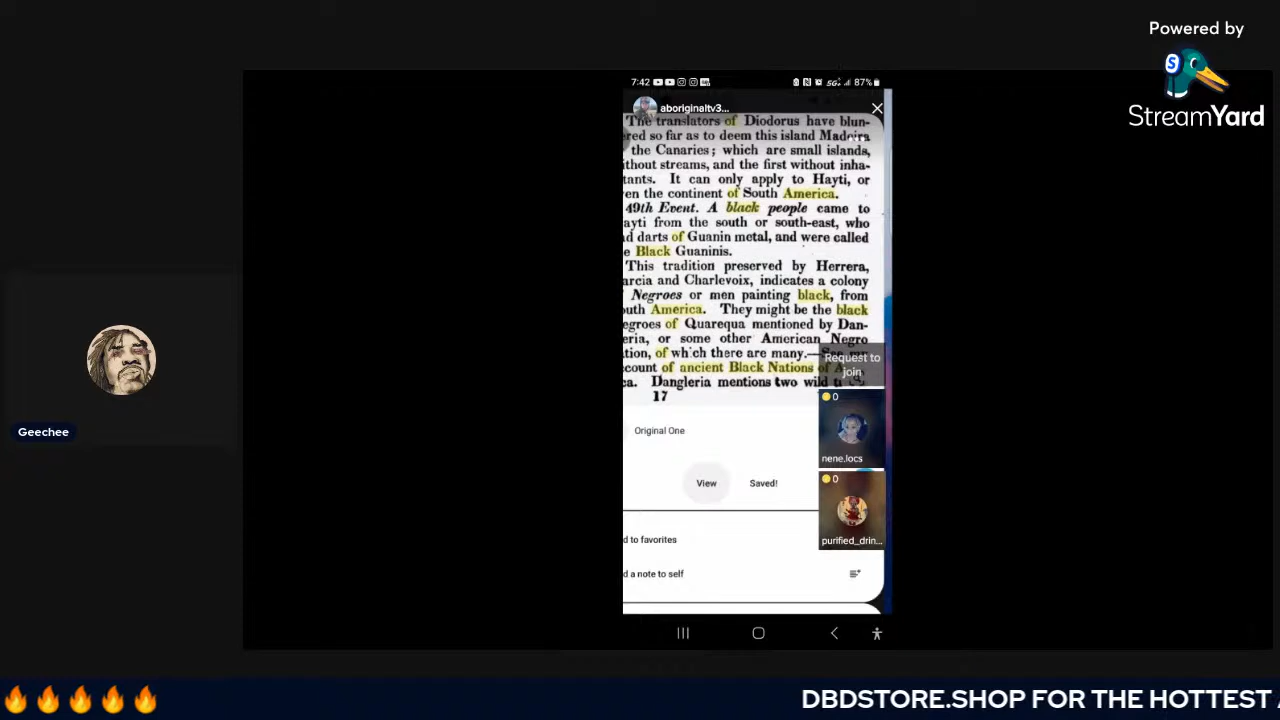 Powered by
StreamYard
7:42
5G
87%
aboriginaltv3...
The translators of Diodorus have blun-
red so far as to deem this island Madeira
the Canaries; which are small islands,
ithout streams, and the first without inha-
tants. It can only apply to Hayti, or
en the continent of South America.
49th Event. A black people came to
ayti from the south or south-east, who
d darts of Guanin metal, and were called
e Black Guaninis.
This tradition preserved by Herrera,
arcia and Charlevoix, indicates a colony
Negroes or men painting black, from
outh America. They might be the black
egroes of Quarequa mentioned by Dan-
eria, or some other American Negro
tion, of which there are many.—See my
count of ancient Black Nations of A
ca. Dangleria mentions two wild t
17
Request to
join
0
nene.locs
0
purified_drin...
Original One
View
Saved!
d to favorites
d a note to self
Geechee
DBDSTORE.SHOP FOR THE HOTTEST